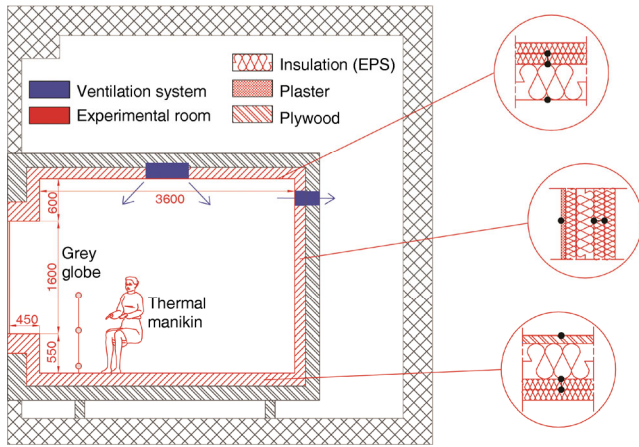 Insulation (EPS)
Ventilation system
Plaster
Experimental room
Plywood
3600
600
Grey
globe
1600
450
Thermal
manikin
550